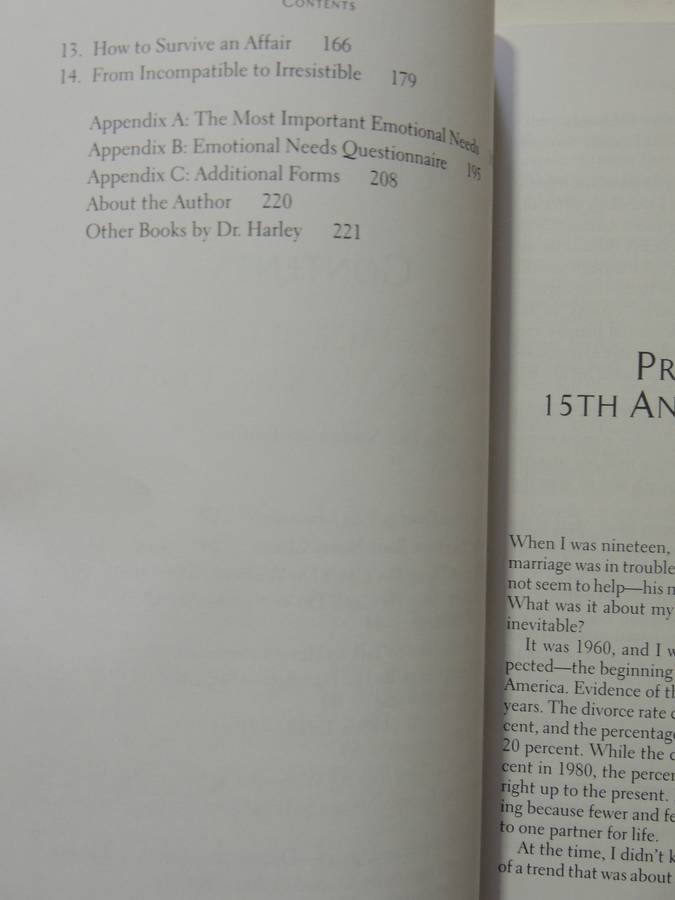 CONTENTS
13. How to Survive an Affair 166
14. From Incompatible to Irresistible 179
Appendix A: The Most Important Emotional Needs
Appendix B: Emotional Needs Questionnaire 195
Appendix C: Additional Forms 208
About the Author 220
Other Books by Dr. Harley 221
PR
15TH AN
When I was nineteen,
marriage was in trouble
not seem to help—his
What was it about my
inevitable?
It was 1960, and I
pected—the beginning
America. Evidence of
years. The divorce rate
cent, and the percentage
20 percent. While the
cent in 1980, the
right up to the present.
ing because fewer and
to one partner for life.
At the time, I didn't
of a trend that was about